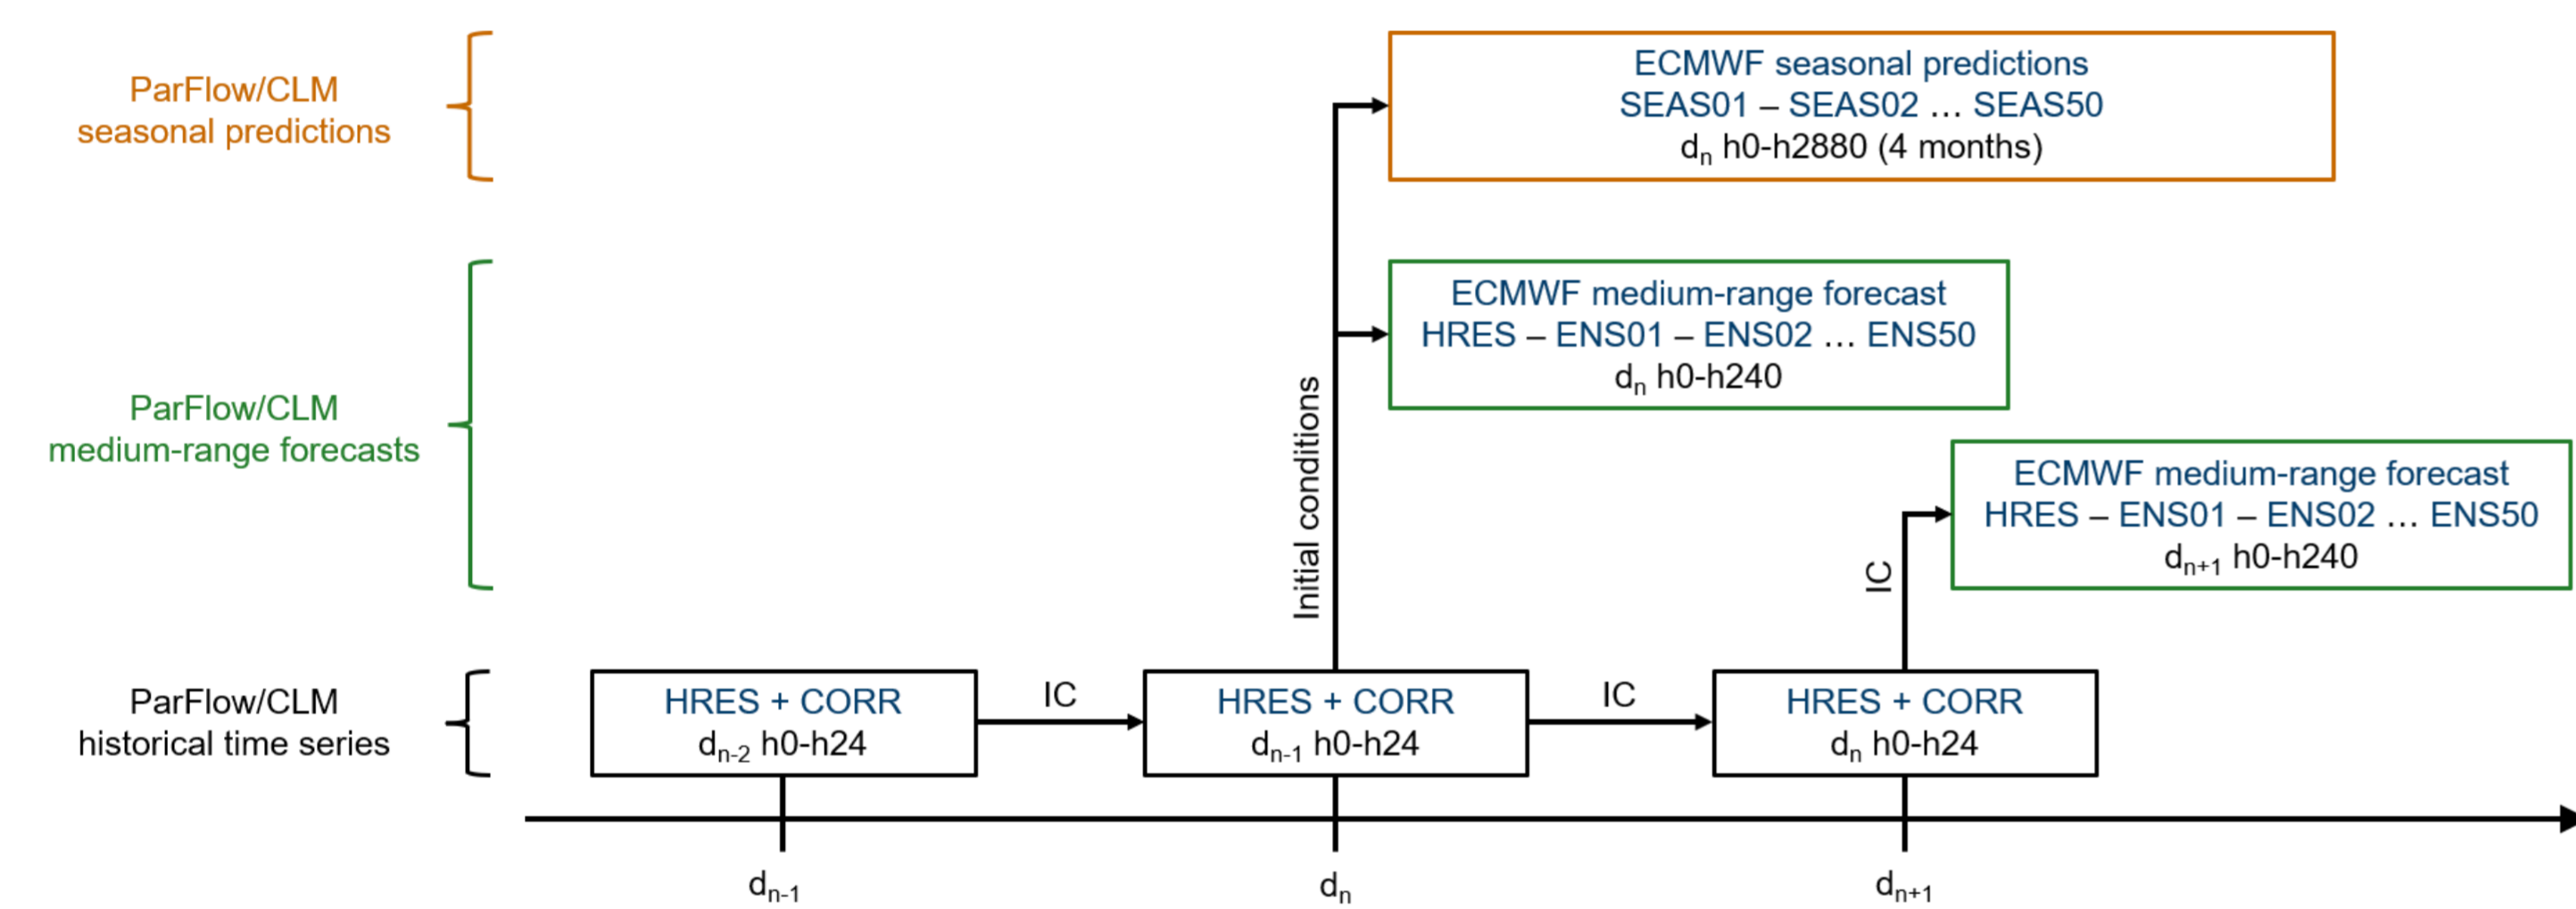 ParFlow/CLM
seasonal predictions
ECMWF seasonal predictions
SEAS01 – SEAS02 … SEAS50
dn h0-h2880 (4 months)
ParFlow/CLM
medium-range forecasts
Initial conditions
ECMWF medium-range forecast
HRES – ENS01 – ENS02 … ENS50
dn h0-h240
IC
ECMWF medium-range forecast
HRES – ENS01 – ENS02 … ENS50
dn+1 h0-h240
ParFlow/CLM
historical time series
HRES + CORR
dn-2 h0-h24
IC
HRES + CORR
dn-1 h0-h24
IC
HRES + CORR
dn h0-h24
dn-1
dn
dn+1